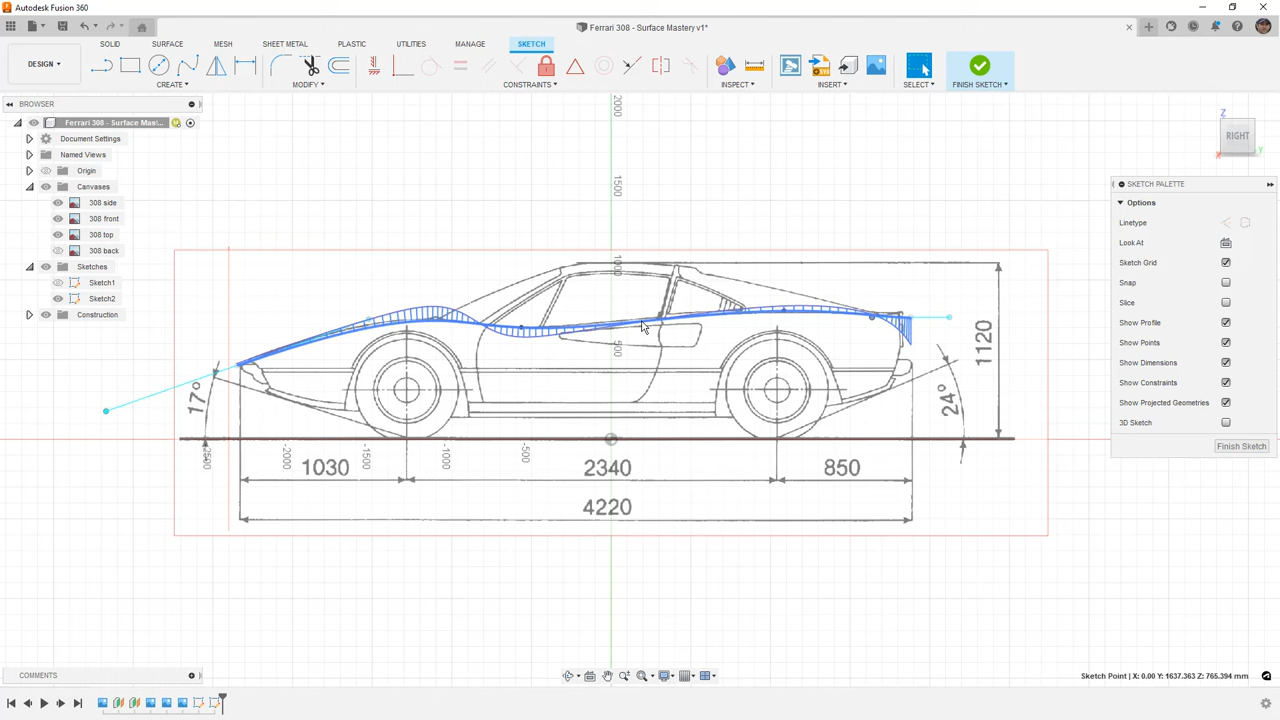 Autodesk Fusion 360
Ferrari 308 - Surface Mastery v1*
SOLID SURFACE MESH SHEET METAL PLASTIC UTILITIES MANAGE SKETCH
DESIGN ▾
CREATE ▾ MODIFY ▾ CONSTRAINTS ▾ INSPECT ▾ INSERT ▾ SELECT ▾ FINISH SKETCH ▾
BROWSER
Ferrari 308 - Surface Mast...
Document Settings
Named Views
Origin
Canvases
308 side
308 front
308 top
308 back
Sketches
Sketch1
Sketch2
Construction
2000
1500
1000
500
1120
17°
24°
-2500 -2000 -1500 -1000 -500
1030 2340 850
4220
Z
RIGHT
X Y
SKETCH PALETTE
Options
Linetype
Look At
Sketch Grid
Snap
Slice
Show Profile
Show Points
Show Dimensions
Show Constraints
Show Projected Geometries
3D Sketch
Finish Sketch
COMMENTS
Sketch Point | X: 0.00 Y: 1637.363 Z: 765.394 mm